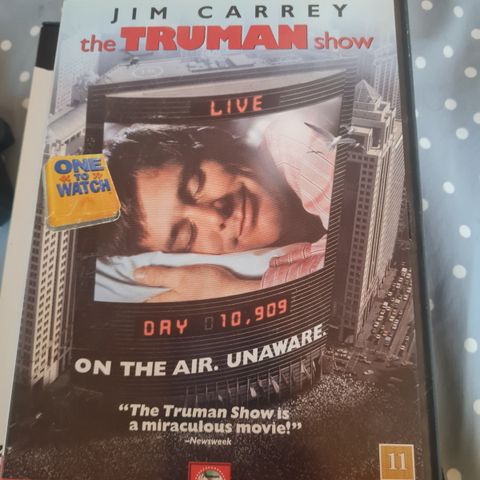 JIM CARREY
the TRUMAN show
LIVE
ONE
TO
WATCH
DAY 10,909
ON THE AIR. UNAWARE.
"The Truman Show is
a miraculous movie!"
–Newsweek
11